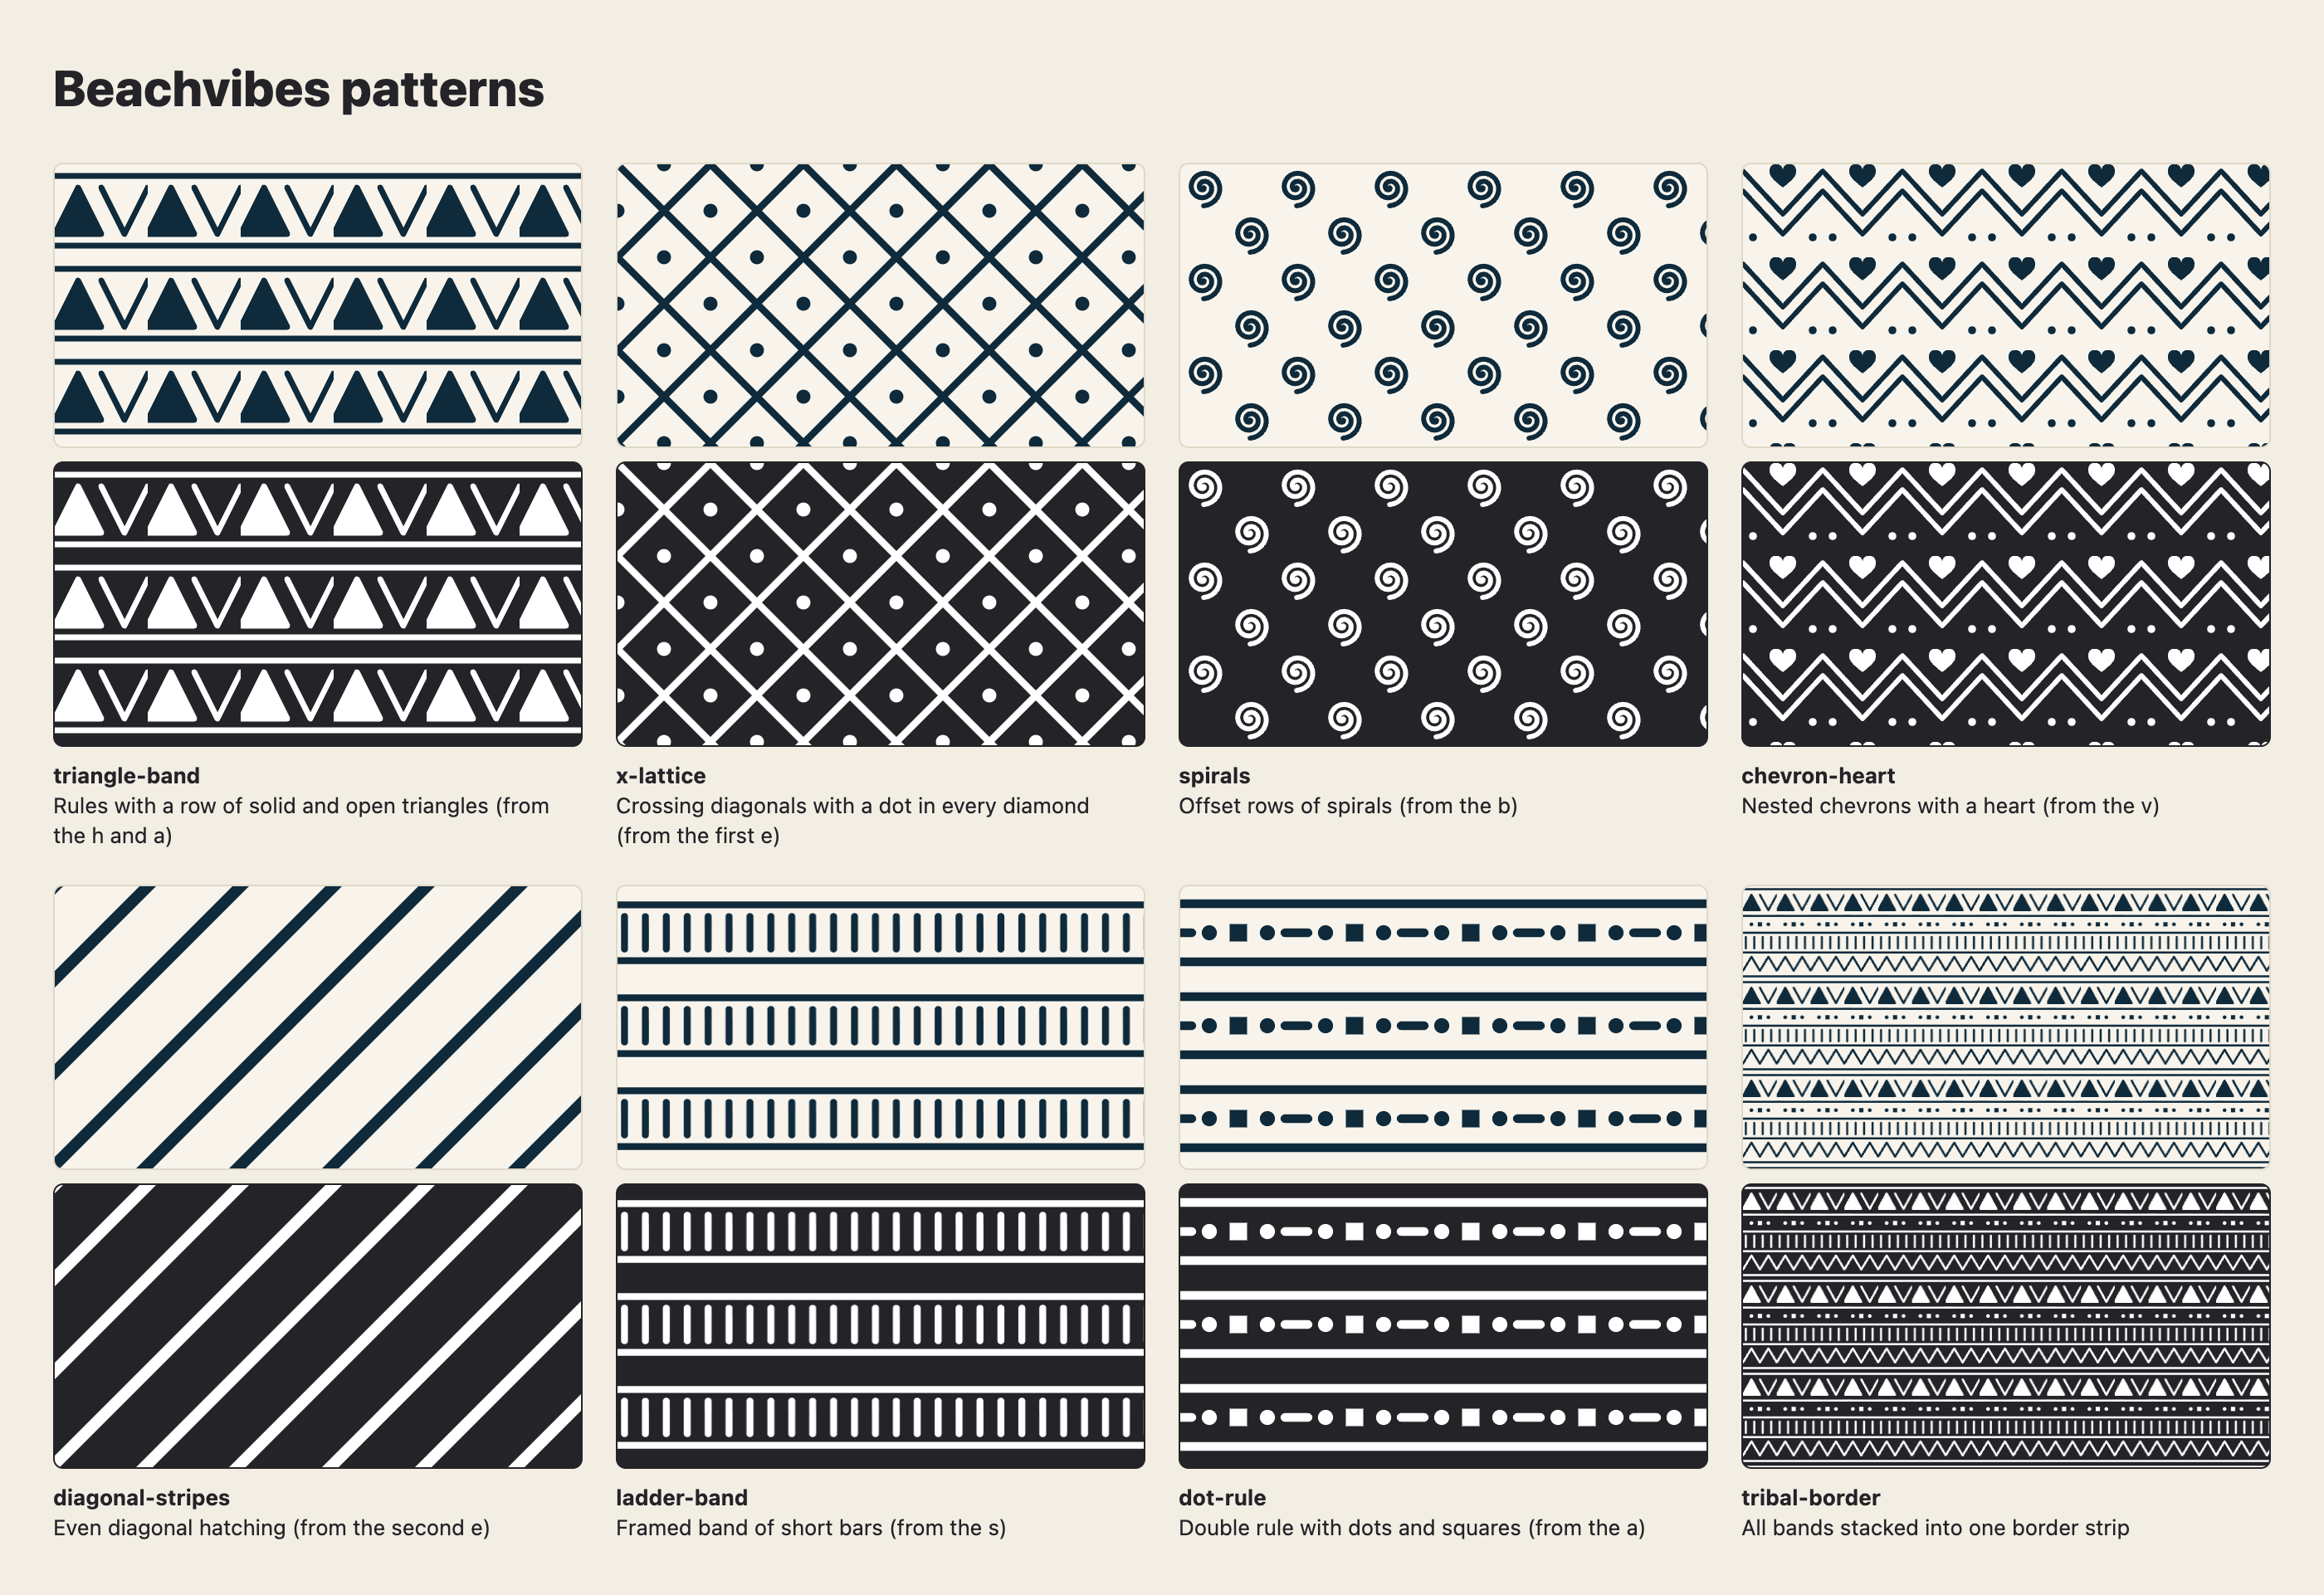 Beachvibes patterns
triangle-band
Rules with a row of solid and open triangles (from
the h and a)
x-lattice
Crossing diagonals with a dot in every diamond
(from the first e)
spirals
Offset rows of spirals (from the b)
chevron-heart
Nested chevrons with a heart (from the v)
diagonal-stripes
Even diagonal hatching (from the second e)
ladder-band
Framed band of short bars (from the s)
dot-rule
Double rule with dots and squares (from the a)
tribal-border
All bands stacked into one border strip